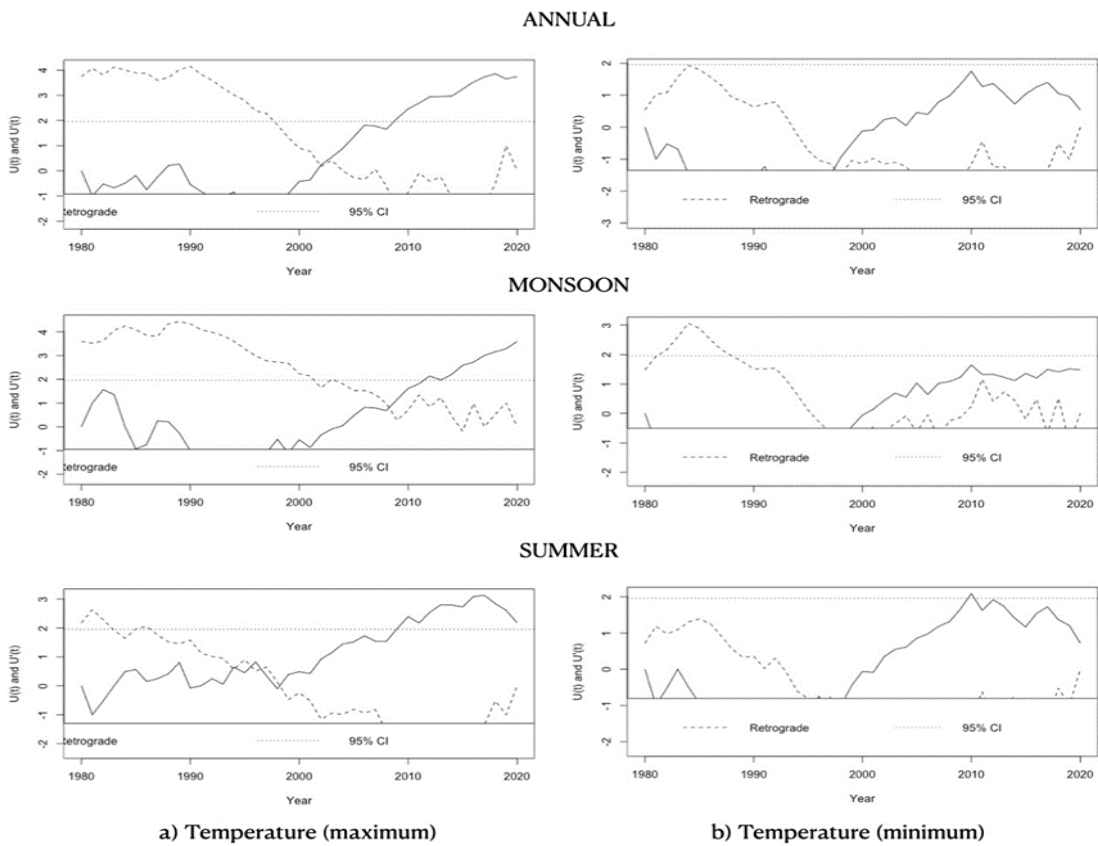 ANNUAL
U(t) and U'(t)
4
3
2
1
0
-1
-2
etrograde
95% CI
1980
1990
2000
2010
2020
Year
U(t) and U'(t)
2
1
0
-1
-2
-3
Retrograde
95% CI
1980
1990
2000
2010
2020
Year
MONSOON
U(t) and U'(t)
4
3
2
1
0
-1
-2
etrograde
95% CI
1980
1990
2000
2010
2020
Year
U(t) and U'(t)
3
2
1
0
-1
-2
Retrograde
95% CI
1980
1990
2000
2010
2020
Year
SUMMER
U(t) and U'(t)
3
2
1
0
-1
-2
etrograde
95% CI
1980
1990
2000
2010
2020
Year
U(t) and U'(t)
2
1
0
-1
-2
Retrograde
95% CI
1980
1990
2000
2010
2020
Year
a) Temperature (maximum)
b) Temperature (minimum)